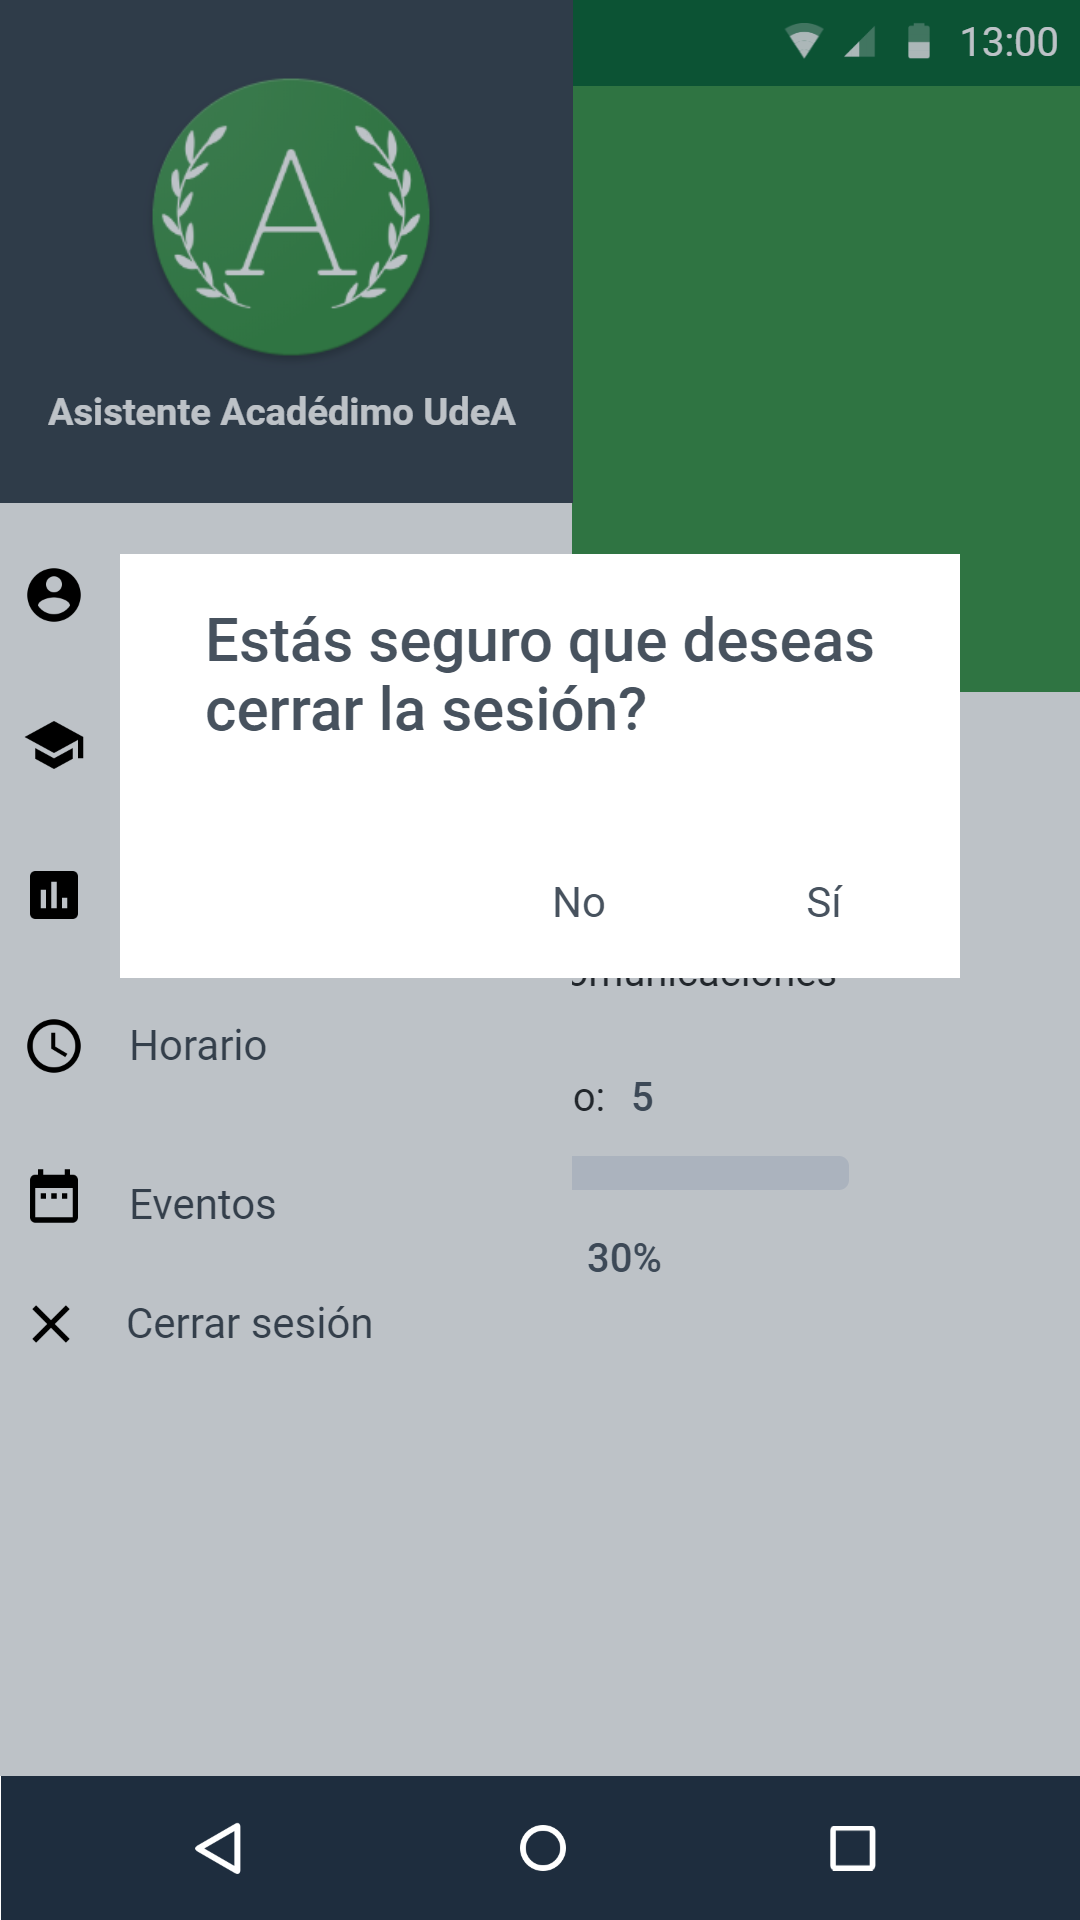 13:00
A
Asistente Acadédimo UdeA
Estás seguro que deseas
cerrar la sesión?
No Sí
Horario
o: 5
Eventos
30%
Cerrar sesión